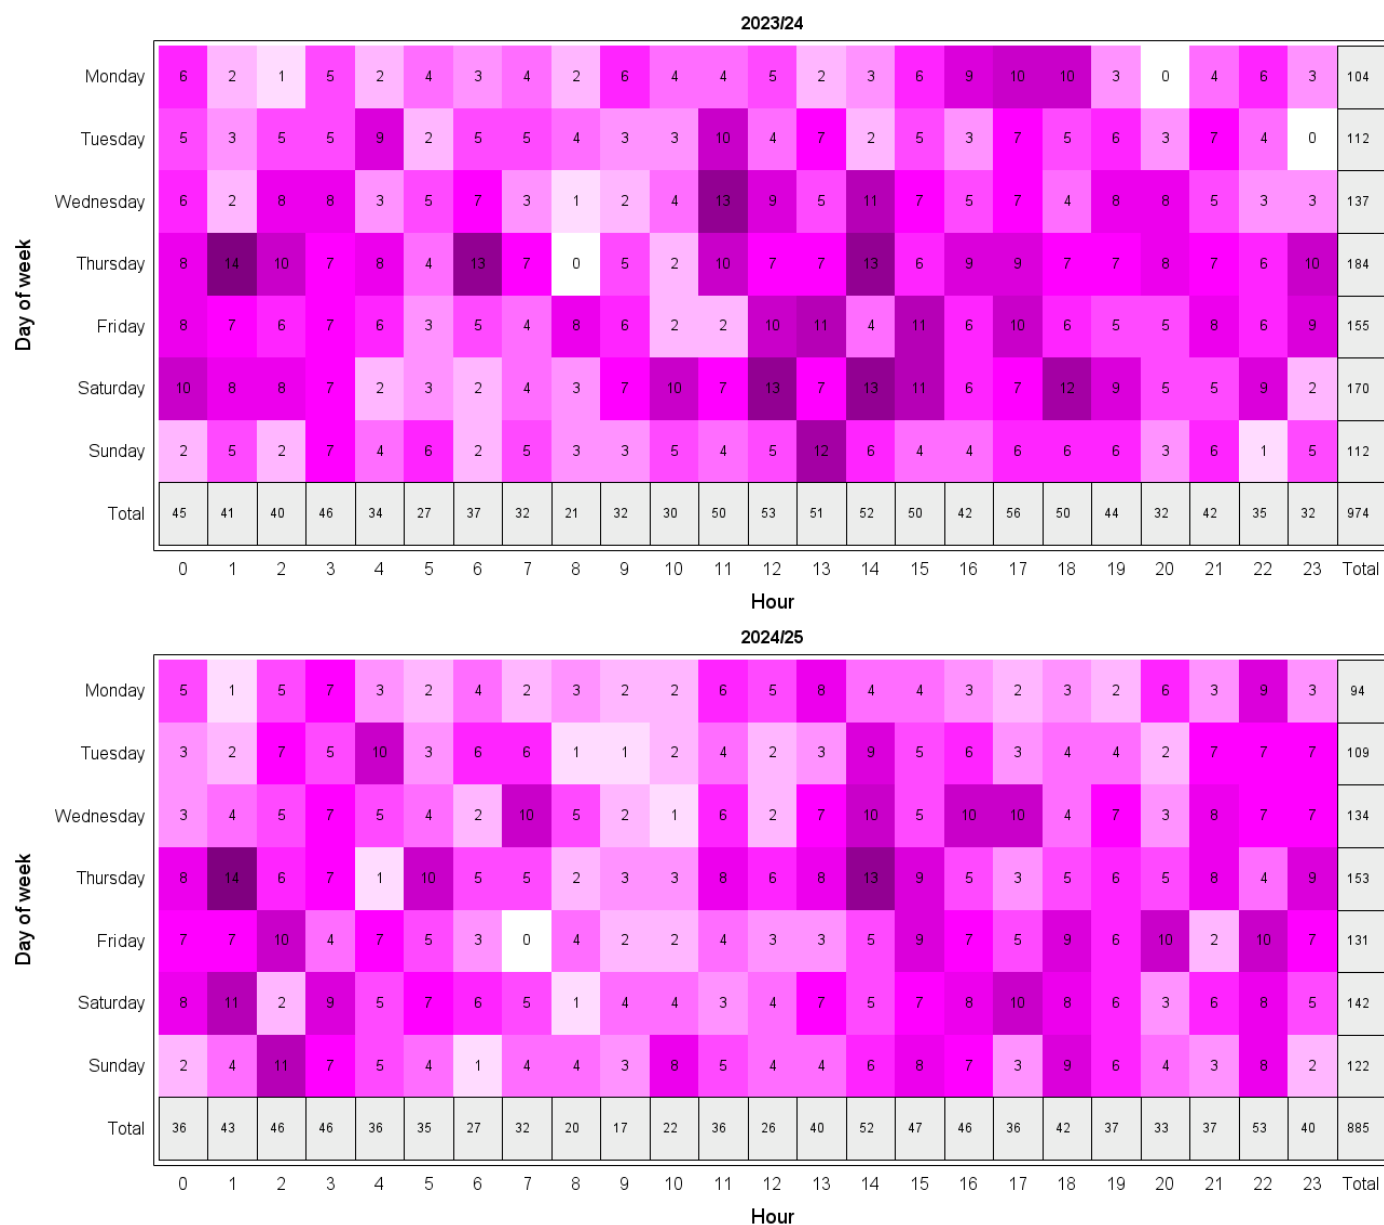 2023/24
Monday 6 2 1 5 2 4 3 4 2 6 4 4 5 2 3 6 9 10 10 3 0 4 6 3 104
Tuesday 5 3 5 5 9 2 5 5 4 3 3 10 4 7 2 5 3 7 5 6 3 7 4 0 112
Wednesday 6 2 8 8 3 5 7 3 1 2 4 13 9 5 11 7 5 7 4 8 8 5 3 3 137
Thursday 8 14 10 7 8 4 13 7 0 5 2 10 7 7 13 6 9 9 7 7 8 7 6 10 184
Friday 8 7 6 7 6 3 5 4 8 6 2 2 10 11 4 11 6 10 6 5 5 8 6 9 155
Saturday 10 8 8 7 2 3 2 4 3 7 10 7 13 7 13 11 6 7 12 9 5 5 9 2 170
Sunday 2 5 2 7 4 6 2 5 3 3 5 4 5 12 6 4 4 6 6 6 3 6 1 5 112
Total 45 41 40 46 34 27 37 32 21 32 30 50 53 51 52 50 42 56 50 44 32 42 35 32 974
0 1 2 3 4 5 6 7 8 9 10 11 12 13 14 15 16 17 18 19 20 21 22 23 Total
Hour
Day of week
2024/25
Monday 5 1 5 7 3 2 4 2 3 2 2 6 5 8 4 4 3 2 3 2 6 3 9 3 94
Tuesday 3 2 7 5 10 3 6 6 1 1 2 4 2 3 9 5 6 3 4 4 2 7 7 7 109
Wednesday 3 4 5 7 5 4 2 10 5 2 1 6 2 7 10 5 10 10 4 7 3 8 7 7 134
Thursday 8 14 6 7 1 10 5 5 2 3 3 8 6 8 13 9 5 3 5 6 5 8 4 9 153
Friday 7 7 10 4 7 5 3 0 4 2 2 4 3 3 5 9 7 5 9 6 10 2 10 7 131
Saturday 8 11 2 9 5 7 6 5 1 4 4 3 4 7 5 7 8 10 8 6 3 6 8 5 142
Sunday 2 4 11 7 5 4 1 4 4 3 8 5 4 4 6 8 7 3 9 6 4 3 8 2 122
Total 36 43 46 46 36 35 27 32 20 17 22 36 26 40 52 47 46 36 42 37 33 37 53 40 885
0 1 2 3 4 5 6 7 8 9 10 11 12 13 14 15 16 17 18 19 20 21 22 23 Total
Hour
Day of week